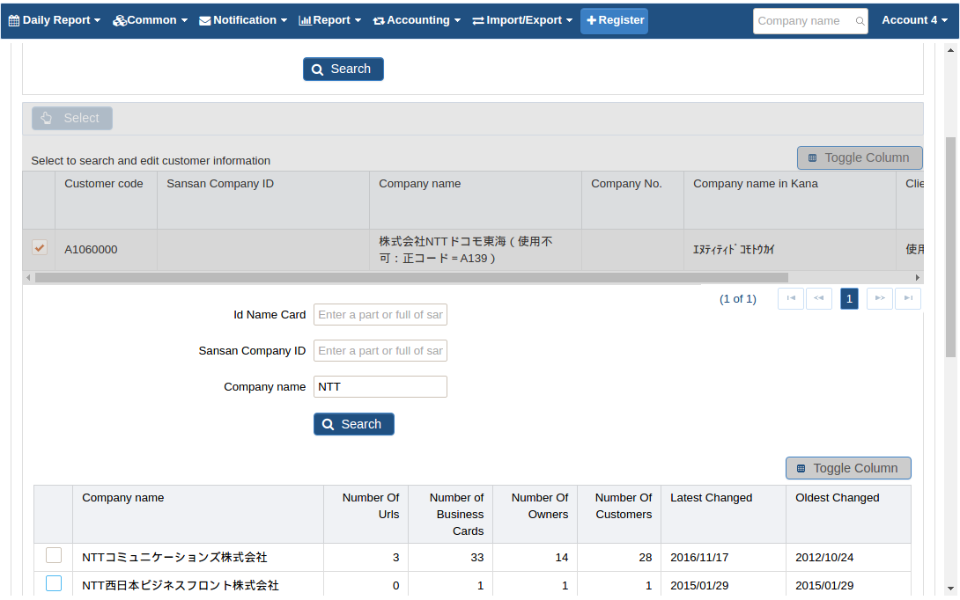 Daily Report Common Notification Report Accounting Import/Export Register Company name Account 4
Search
Select
Select to search and edit customer information
Toggle Column
Customer code Sansan Company ID Company name Company No. Company name in Kana Clie
A1060000 株式会社NTTドコモ東海 ( 使用不 ｴﾇﾃｨﾃｨﾄﾞｺﾓﾄｳｶｲ 使用
可 : 正コード = A139 )
(1 of 1) 1
Id Name Card Enter a part or full of sar
Sansan Company ID Enter a part or full of sar
Company name NTT
Search
Toggle Column
Company name Number Of Number of Number Of Number Of Latest Changed Oldest Changed
Urls Business Owners Customers
Cards
NTTコミュニケーションズ株式会社 3 33 14 28 2016/11/17 2012/10/24
NTT西日本ビジネスフロント株式会社 0 1 1 1 2015/01/29 2015/01/29